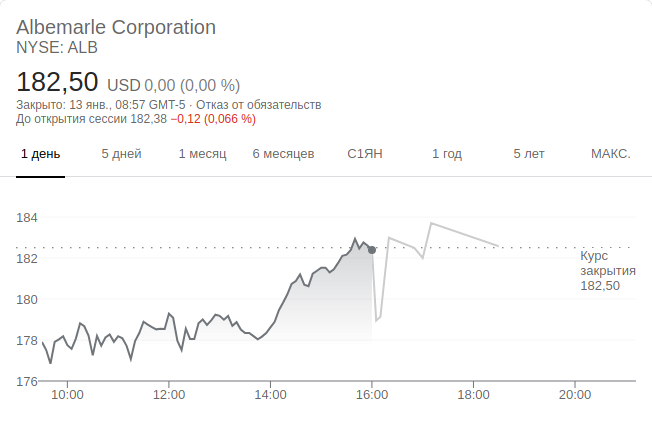 Albemarle Corporation
NYSE: ALB
182,50 USD 0,00 (0,00 %)
Закрыто: 13 янв., 08:57 GMT-5 · Отказ от обязательств
До открытия сессии 182,38 −0,12 (0,066 %)
1 день 5 дней 1 месяц 6 месяцев С1ЯН 1 год 5 лет МАКС.
184
182
180
178
176
Курс
закрытия
182,50
10:00 12:00 14:00 16:00 18:00 20:00